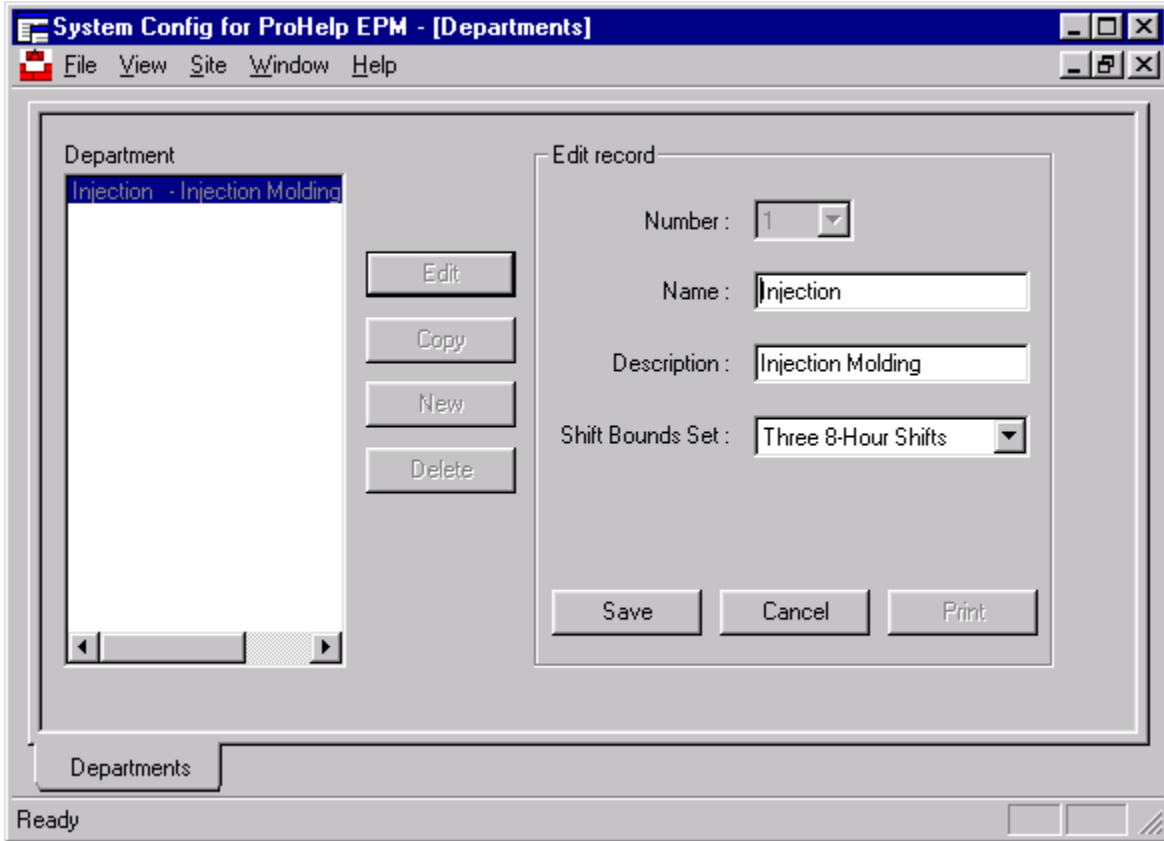 System Config for ProHelp EPM - [Departments]
File View Site Window Help
Department
Injection - Injection Molding
Edit
Copy
New
Delete
Edit record
Number : 1
Name : Injection
Description : Injection Molding
Shift Bounds Set : Three 8-Hour Shifts
Save Cancel Print
Departments
Ready